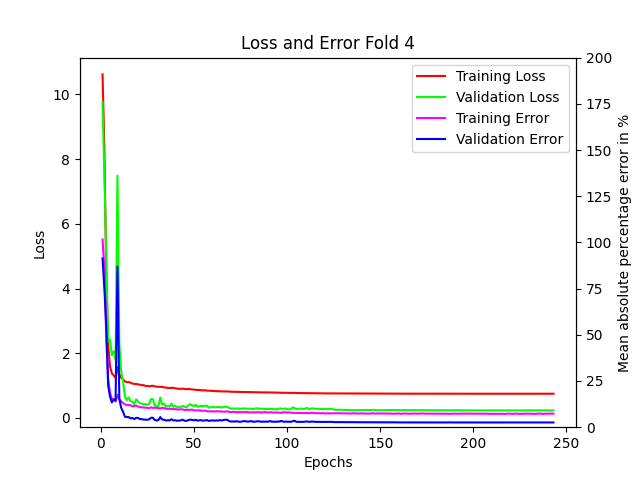 Loss and Error Fold 4
Training Loss
Validation Loss
Training Error
Validation Error
Loss
10
8
6
4
2
0
200
175
150
125
100
75
50
25
0
Mean absolute percentage error in %
0
50
100
150
200
250
Epochs